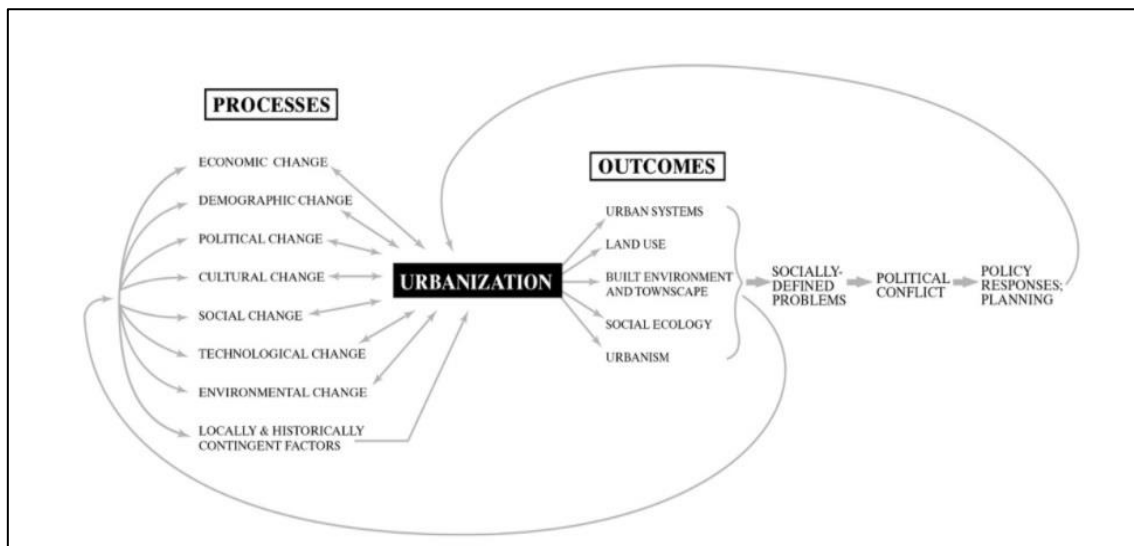 PROCESSES
ECONOMIC CHANGE
DEMOGRAPHIC CHANGE
POLITICAL CHANGE
CULTURAL CHANGE
SOCIAL CHANGE
TECHNOLOGICAL CHANGE
ENVIRONMENTAL CHANGE
LOCALLY & HISTORICALLY
CONTINGENT FACTORS
URBANIZATION
OUTCOMES
URBAN SYSTEMS
LAND USE
BUILT ENVIRONMENT
AND TOWNSCAPE
SOCIAL ECOLOGY
URBANISM
SOCIALLY-
DEFINED
PROBLEMS
POLITICAL
CONFLICT
POLICY
RESPONSES;
PLANNING